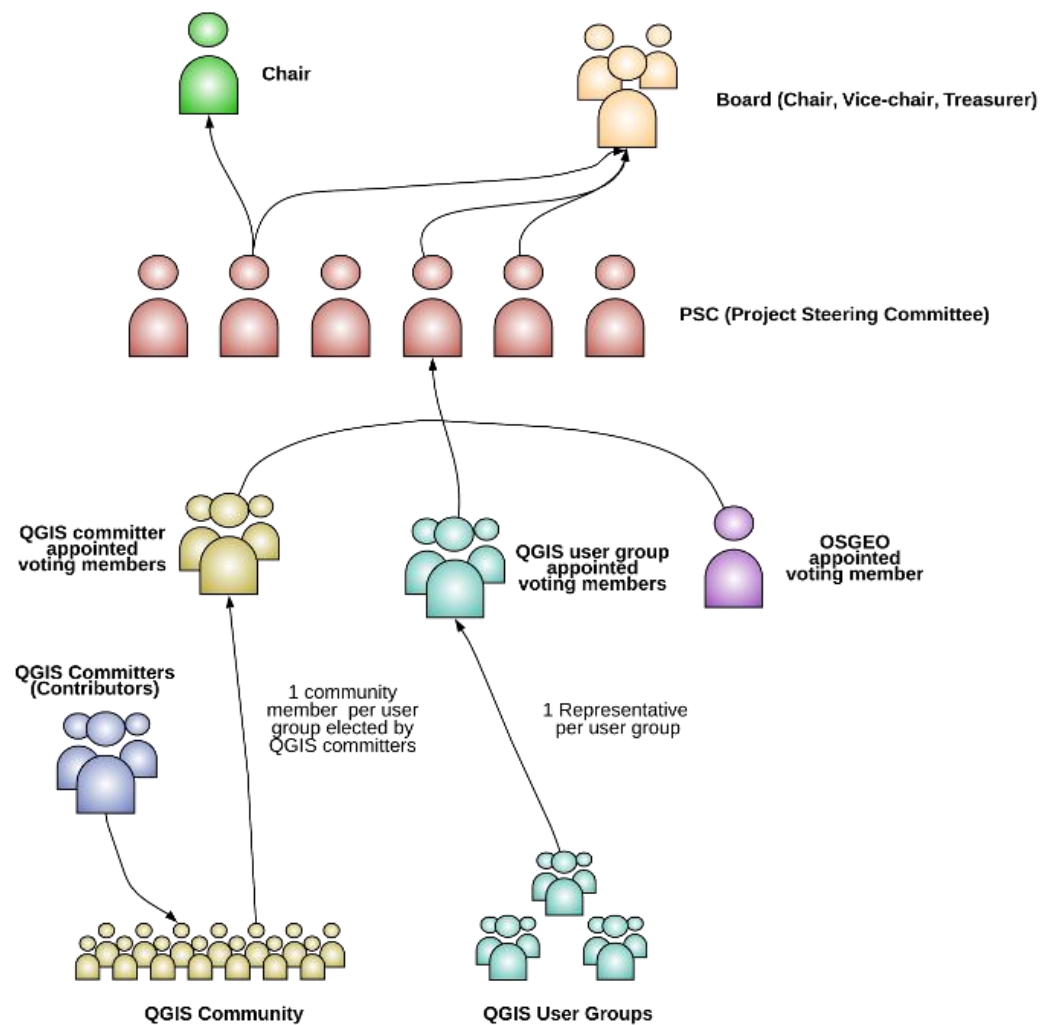 Chair
Board (Chair, Vice-chair, Treasurer)
PSC (Project Steering Committee)
QGIS committer
appointed
voting members
QGIS user group
appointed
voting members
OSGEO
appointed
voting member
QGIS Committers
(Contributors)
1 community
member per user
group elected by
QGIS committers
1 Representative
per user group
QGIS Community
QGIS User Groups